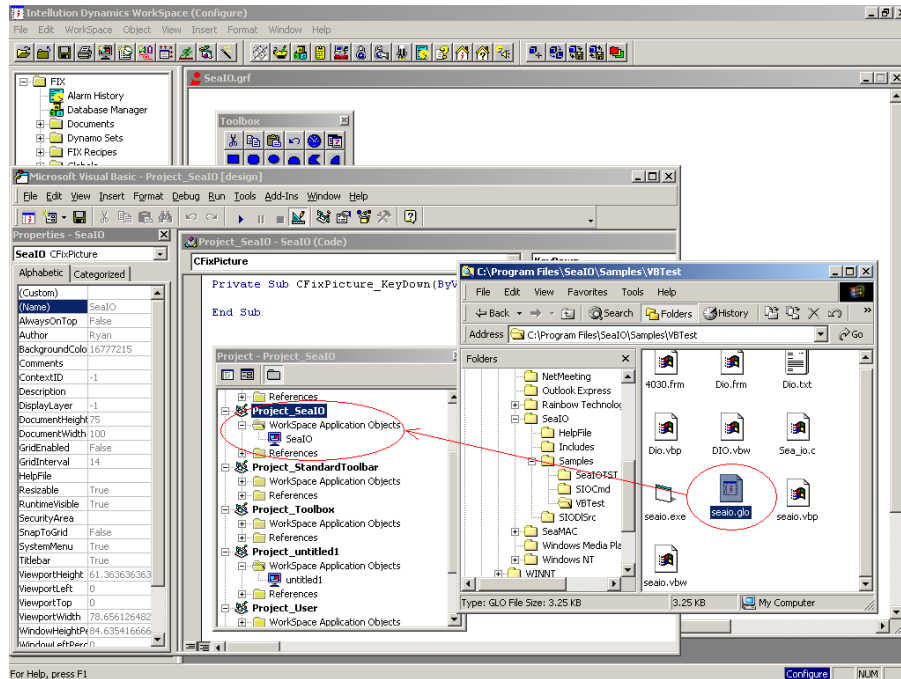 Intellution Dynamics WorkSpace (Configure)
File Edit WorkSpace Object View Insert Format Window Help
FIX
Alarm History
Database Manager
Documents
Dynamo Sets
FIX Recipes
SeaIO.grf
Toolbox
Microsoft Visual Basic - Project_SeaIO [design]
File Edit View Insert Format Debug Run Tools Add-Ins Window Help
Properties - SeaIO
SeaIO CFixPicture
Alphabetic Categorized
(Custom)
(Name) SeaIO
AlwaysOnTop False
Author Ryan
BackgroundColo 16777215
Comments
ContextID -1
Description
DisplayLayer -1
DocumentHeight 75
DocumentWidth 100
GridEnabled False
GridInterval 14
HelpFile
Resizable True
RuntimeVisible True
SecurityArea
SnapToGrid False
SystemMenu True
Titlebar True
ViewportHeight 61.363636363
ViewportLeft 0
ViewportTop 0
ViewportWidth 78.656126482
WindowHeightPe 84.635416666
WindowLeftPerc 0
Project_SeaIO - SeaIO (Code)
CFixPicture KeyDown
Private Sub CFixPicture_KeyDown(ByV
End Sub
Project - Project_SeaIO
References
Project_SeaIO
WorkSpace Application Objects
SeaIO
References
Project_StandardToolbar
WorkSpace Application Objects
References
Project_Toolbox
WorkSpace Application Objects
References
Project_untitled1
WorkSpace Application Objects
untitled1
References
Project_User
WorkSpace Application Objects
C:\Program Files\SeaIO\Samples\VBTest
File Edit View Favorites Tools Help
Back Search Folders History
Address C:\Program Files\SeaIO\Samples\VBTest Go
Folders
NetMeeting
Outlook Express
Rainbow Technolog
SeaIO
HelpFile
Includes
Samples
SeaIOTST
SIOCmd
VBTest
SIODlSrc
SeaMAC
Windows Media Pla
Windows NT
WINNT
4030.frm Dio.frm Dio.txt
Dio.vbp DIO.vbw Sea_io.c
seaio.exe seaio.glo seaio.vbp
seaio.vbw
Type: GLO File Size: 3.25 KB 3.25 KB My Computer
For Help, press F1 Configure NUM